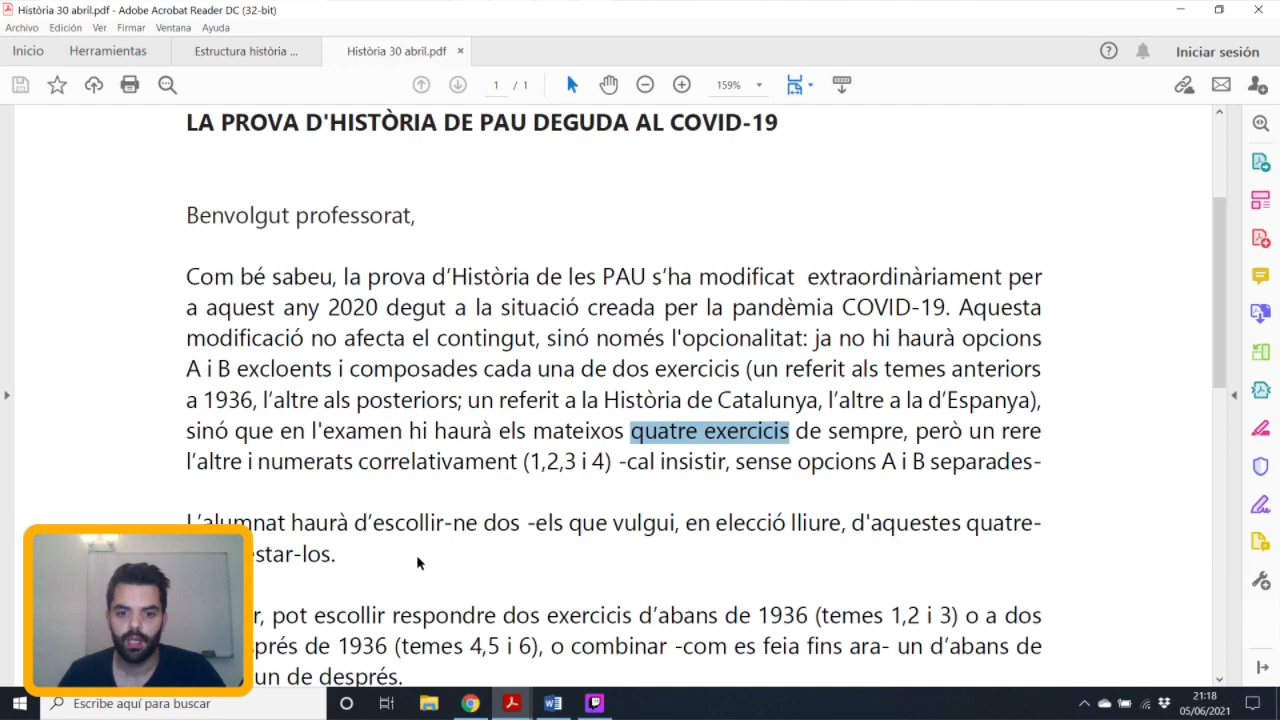 Història 30 abril.pdf - Adobe Acrobat Reader DC (32-bit)
Archivo Edición Ver Firmar Ventana Ayuda
Inicio Herramientas Estructura història ... Història 30 abril.pdf × Iniciar sesión
1 / 1 159%
LA PROVA D'HISTÒRIA DE PAU DEGUDA AL COVID-19
Benvolgut professorat,
Com bé sabeu, la prova d’Història de les PAU s’ha modificat extraordinàriament per
a aquest any 2020 degut a la situació creada per la pandèmia COVID-19. Aquesta
modificació no afecta el contingut, sinó només l'opcionalitat: ja no hi haurà opcions
A i B excloents i composades cada una de dos exercicis (un referit als temes anteriors
a 1936, l’altre als posteriors; un referit a la Història de Catalunya, l’altre a la d’Espanya),
sinó que en l'examen hi haurà els mateixos quatre exercicis de sempre, però un rere
l’altre i numerats correlativament (1,2,3 i 4) -cal insistir, sense opcions A i B separades-
L’alumnat haurà d’escollir-ne dos -els que vulgui, en elecció lliure, d'aquestes quatre-
estar-los.
r, pot escollir respondre dos exercicis d’abans de 1936 (temes 1,2 i 3) o a dos
sprés de 1936 (temes 4,5 i 6), o combinar -com es feia fins ara- un d’abans de
un de després.
Escribe aquí para buscar
21:18
05/06/2021